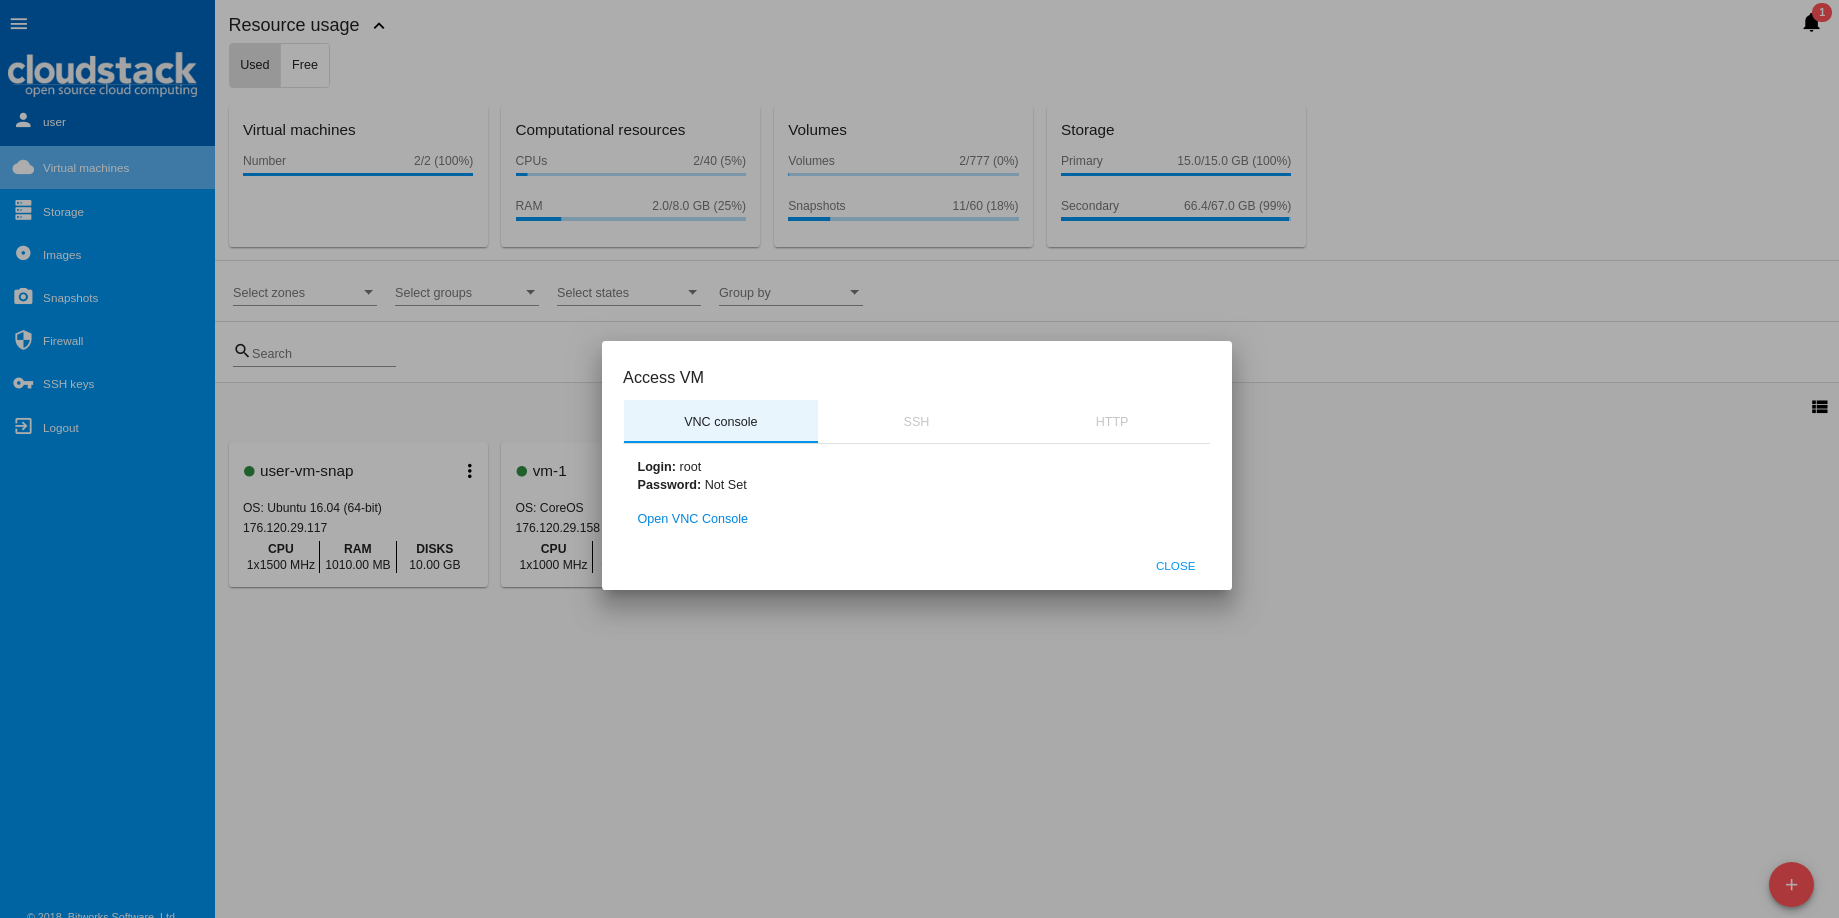 Resource usage
1
Used Free
cloudstack
open source cloud computing
user
Virtual machines
Storage
Images
Snapshots
Firewall
SSH keys
Logout
Virtual machines
Number 2/2 (100%)
Computational resources
CPUs 2/40 (5%)
RAM 2.0/8.0 GB (25%)
Volumes
Volumes 2/777 (0%)
Snapshots 11/60 (18%)
Storage
Primary 15.0/15.0 GB (100%)
Secondary 66.4/67.0 GB (99%)
Select zones Select groups Select states Group by
Search
user-vm-snap
OS: Ubuntu 16.04 (64-bit)
176.120.29.117
CPU RAM DISKS
1x1500 MHz 1010.00 MB 10.00 GB
vm-1
OS: CoreOS
176.120.29.158
CPU
1x1000 MHz
Access VM
VNC console SSH HTTP
Login: root
Password: Not Set
Open VNC Console
CLOSE
© 2018, Bitworks Software, Ltd